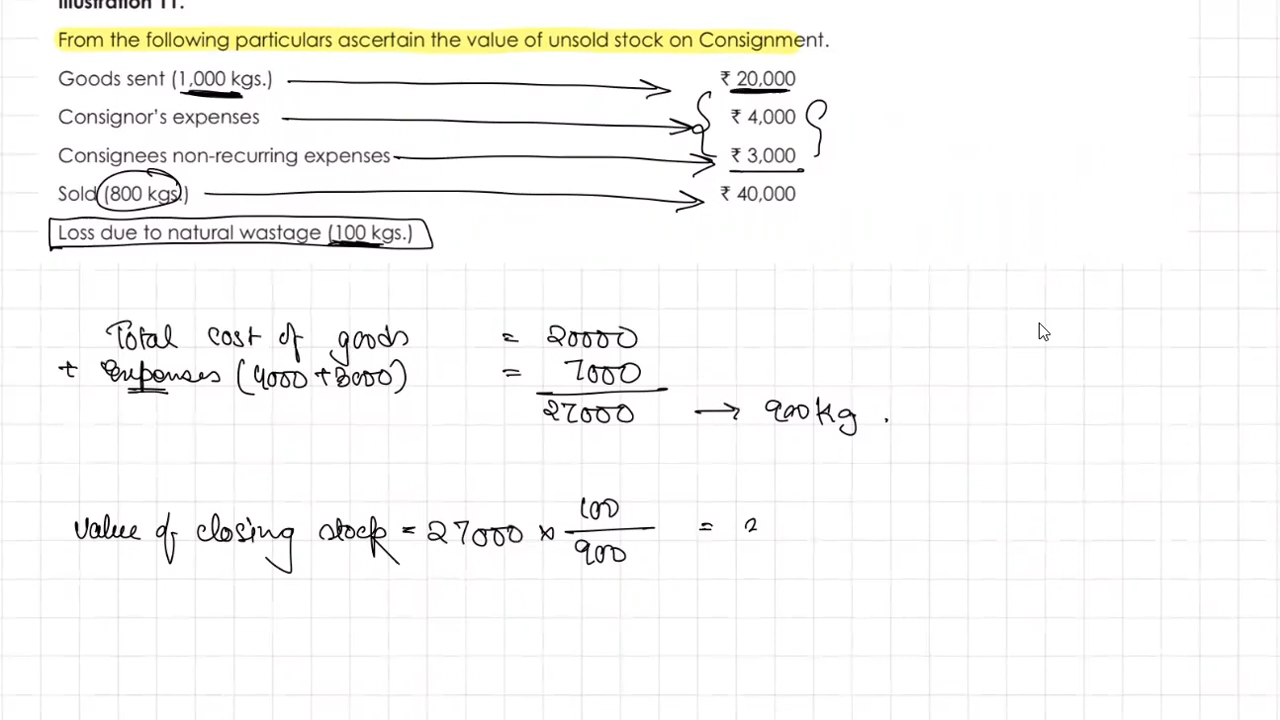 Illustration 11.
From the following particulars ascertain the value of unsold stock on Consignment.
Goods sent (1,000 kgs.) ₹ 20,000
Consignor's expenses ₹ 4,000
Consignees non-recurring expenses ₹ 3,000
Sold (800 kgs.) ₹ 40,000
Loss due to natural wastage (100 kgs.)
Total cost of goods = 20000
+ expenses (4000 + 3000) = 7000
27000 → 900 kg .
value of closing stock = 27000 × 100/900 = 2